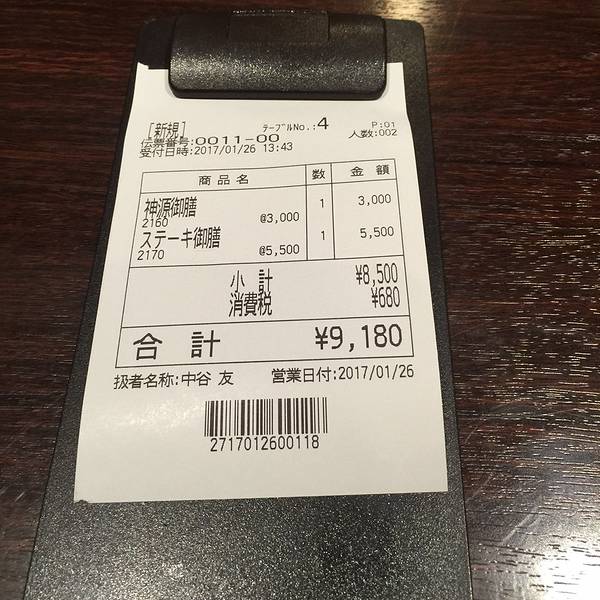 [新規] テーブルNo.:4 P:01
伝票番号:0011-00 人数:002
受付日時:2017/01/26 13:43
商品名 数 金額
神源御膳 1 3,000
2160 @3,000
ステーキ御膳 1 5,500
2170 @5,500
小計 ¥8,500
消費税 ¥680
合計 ¥9,180
扱者名称:中谷 友 営業日付:2017/01/26
2717012600118